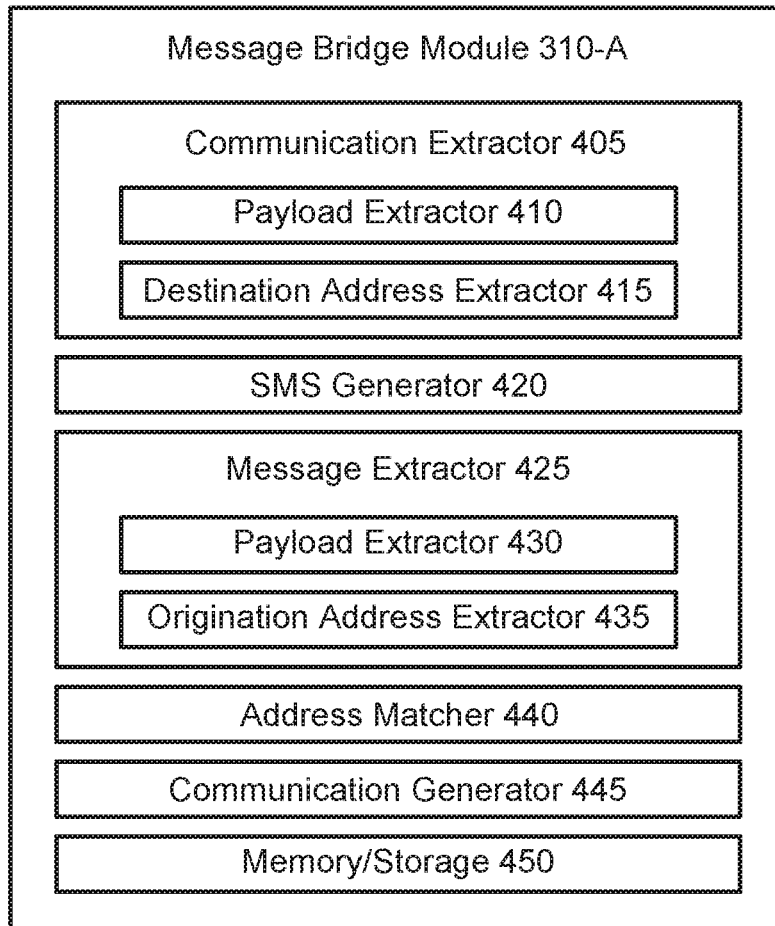 Message Bridge Module 310-A
Communication Extractor 405
Payload Extractor 410
Destination Address Extractor 415
SMS Generator 420
Message Extractor 425
Payload Extractor 430
Origination Address Extractor 435
Address Matcher 440
Communication Generator 445
Memory/Storage 450